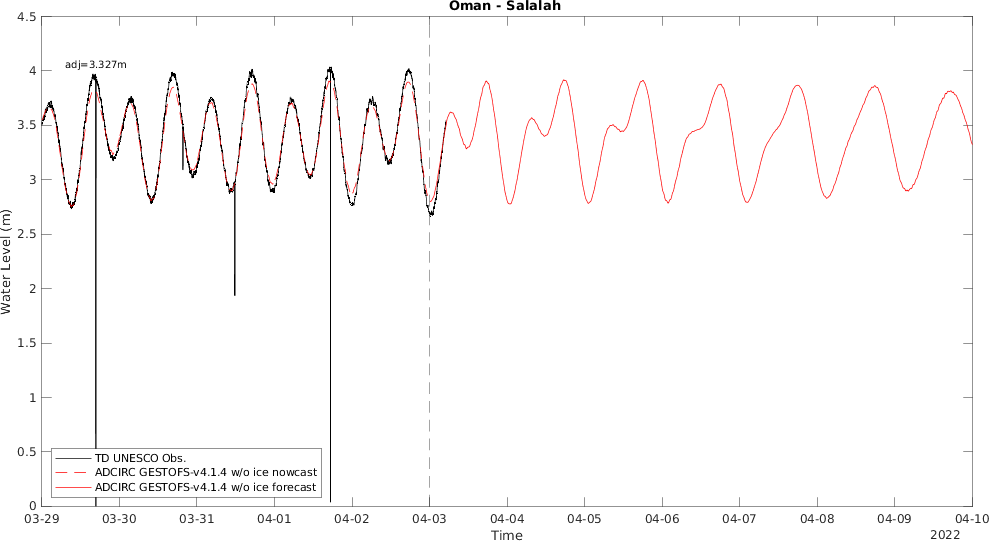 Oman - Salalah
4.5
4
3.5
3
2.5
2
1.5
1
0.5
0
Water Level (m)
adj=3.327m
TD UNESCO Obs.
ADCIRC GESTOFS-v4.1.4 w/o ice nowcast
ADCIRC GESTOFS-v4.1.4 w/o ice forecast
03-29 03-30 03-31 04-01 04-02 04-03 04-04 04-05 04-06 04-07 04-08 04-09 04-10
Time
2022